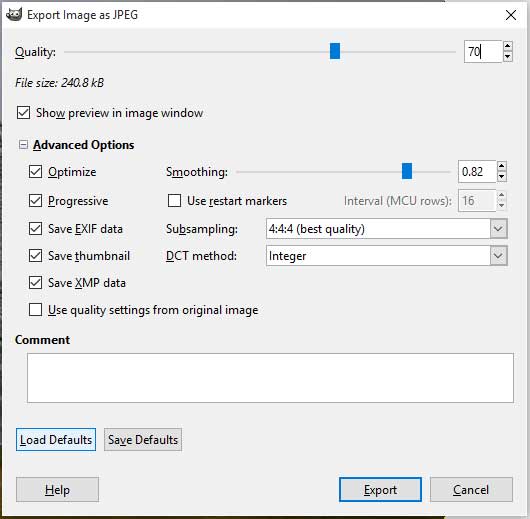 Export Image as JPEG
Quality: 70
File size: 240.8 kB
Show preview in image window
Advanced Options
Optimize Smoothing: 0.82
Progressive Use restart markers Interval (MCU rows): 16
Save EXIF data Subsampling: 4:4:4 (best quality)
Save thumbnail DCT method: Integer
Save XMP data
Use quality settings from original image
Comment
Load Defaults Save Defaults
Help Export Cancel